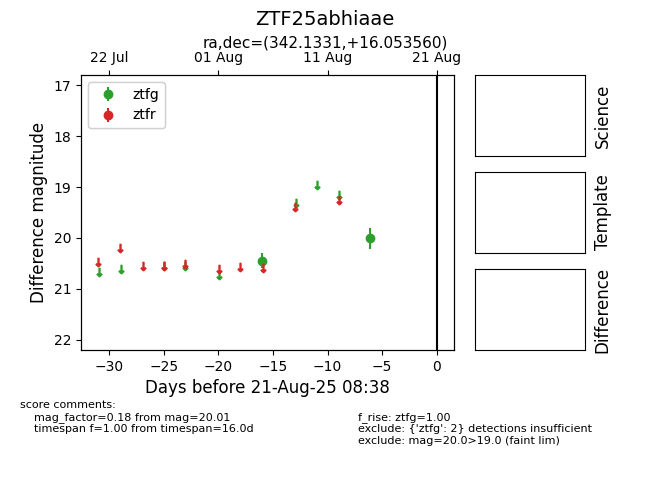 ZTF25abhiaae
ra,dec=(342.1331,+16.053560)
22 Jul
01 Aug
11 Aug
21 Aug
ztfg
ztfr
17
18
19
20
21
22
Difference magnitude
−30
−25
−20
−15
−10
−5
0
Days before 21-Aug-25 08:38
Science
Template
Difference
score comments:
mag_factor=0.18 from mag=20.01
timespan f=1.00 from timespan=16.0d
f_rise: ztfg=1.00
exclude: {'ztfg': 2} detections insufficient
exclude: mag=20.0>19.0 (faint lim)